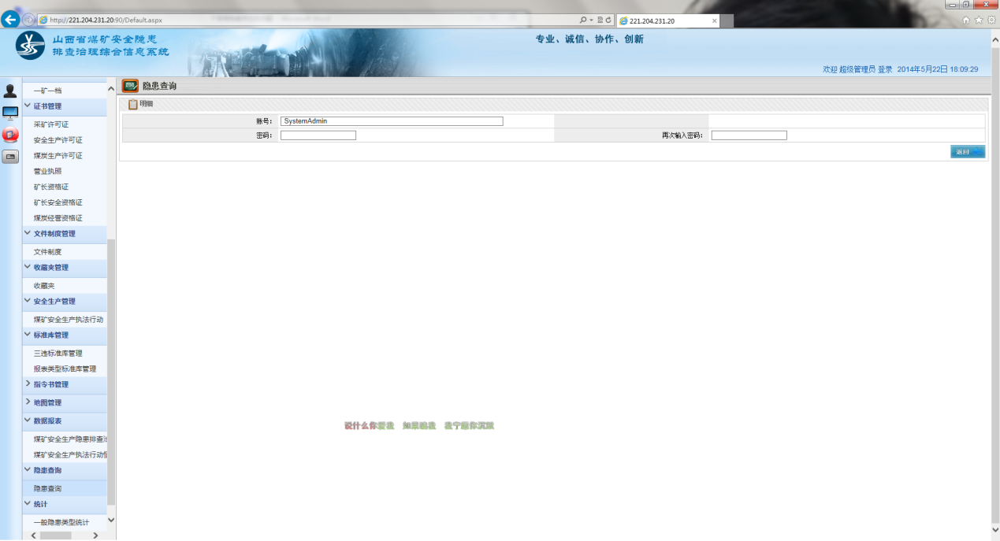 http://221.204.231.20:90/Default.aspx
221.204.231.20
山西省煤矿安全隐患
排查治理综合信息系统
专业、诚信、协作、创新
欢迎 超级管理员 登录 2014年5月22日 18:09:29
一矿一档
证书管理
采矿许可证
安全生产许可证
煤炭生产许可证
营业执照
矿长资格证
矿长安全资格证
煤炭经营资格证
文件制度管理
文件制度
收藏夹管理
收藏夹
安全生产管理
煤矿安全生产执法行动
标准库管理
三违标准库管理
报表类型标准库管理
指令书管理
地图管理
数据报表
煤矿安全生产隐患排查治
煤矿安全生产执法行动情
隐患查询
隐患查询
统计
一般隐患类型统计
隐患查询
明细
账号： SystemAdmin
密码： 再次输入密码：
返回
说什么你爱我 如果骗我 我宁愿你沉默